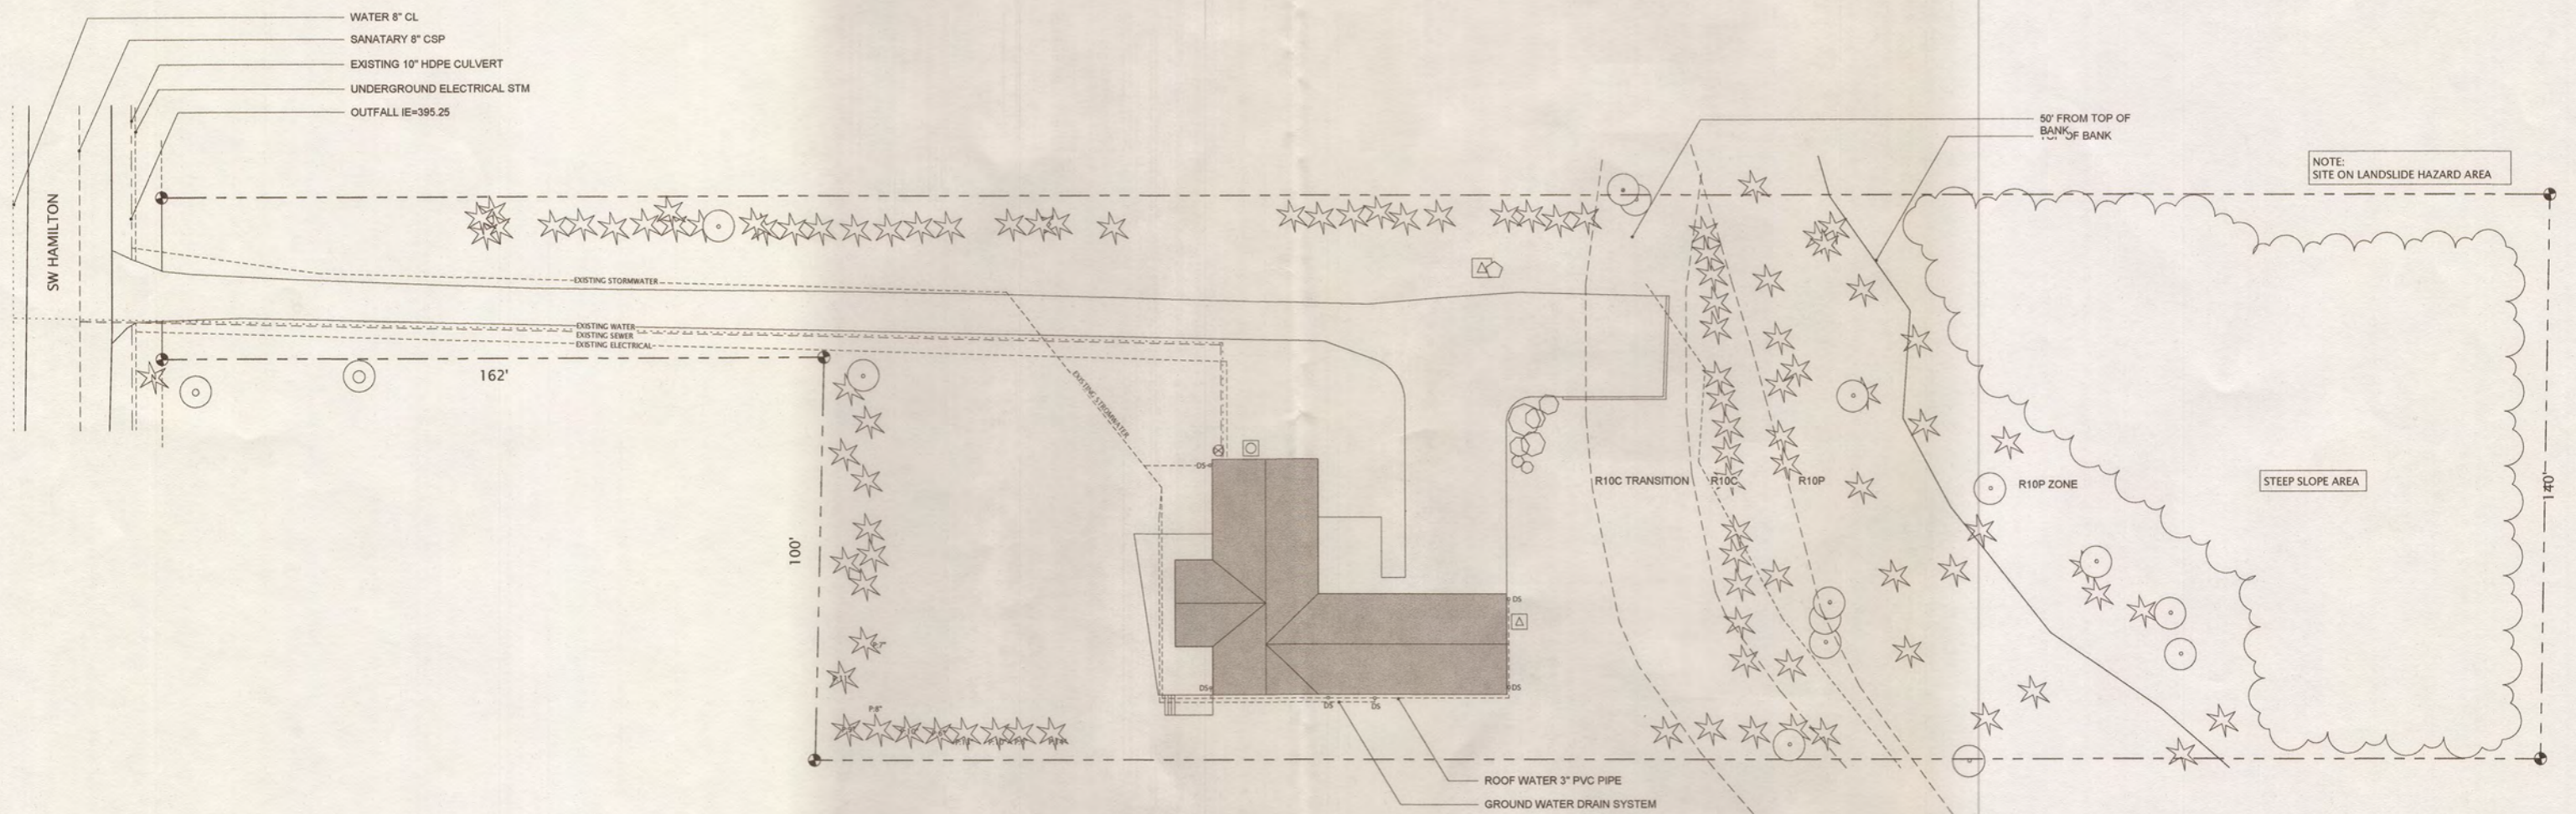 WATER 8" CL
SANATARY 8" CSP
EXISTING 10" HDPE CULVERT
UNDERGROUND ELECTRICAL STM
OUTFALL IE=395.25
50' FROM TOP OF
BANK
OF BANK
NOTE:
SITE ON LANDSLIDE HAZARD AREA
SW HAMILTON
EXISTING STORMWATER
EXISTING WATER
EXISTING SEWER
EXISTING ELECTRICAL
162'
EXISTING STROMWATER
100'
DS
R10C TRANSITION
R10C
R10P
R10P ZONE
STEEP SLOPE AREA
140'
DS
DS
DS
DS
DS
P.8"
ROOF WATER 3" PVC PIPE
GROUND WATER DRAIN SYSTEM